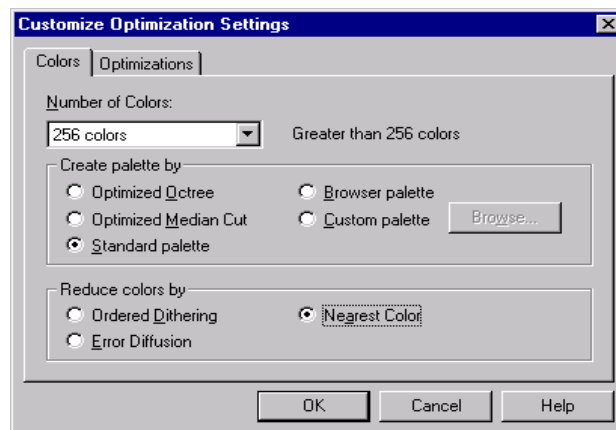 Customize Optimization Settings
Colors
Optimizations
Number of Colors:
256 colors
Greater than 256 colors
Create palette by
Optimized Octree
Browser palette
Optimized Median Cut
Custom palette
Browse...
Standard palette
Reduce colors by
Ordered Dithering
Nearest Color
Error Diffusion
OK
Cancel
Help